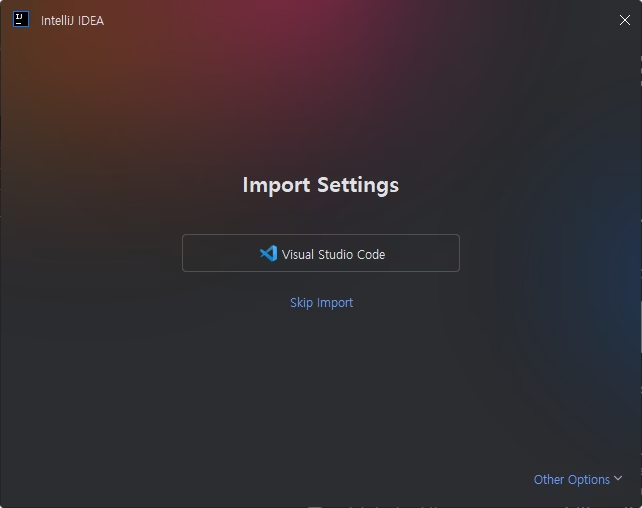 IntelliJ IDEA
Import Settings
Visual Studio Code
Skip Import
Other Options